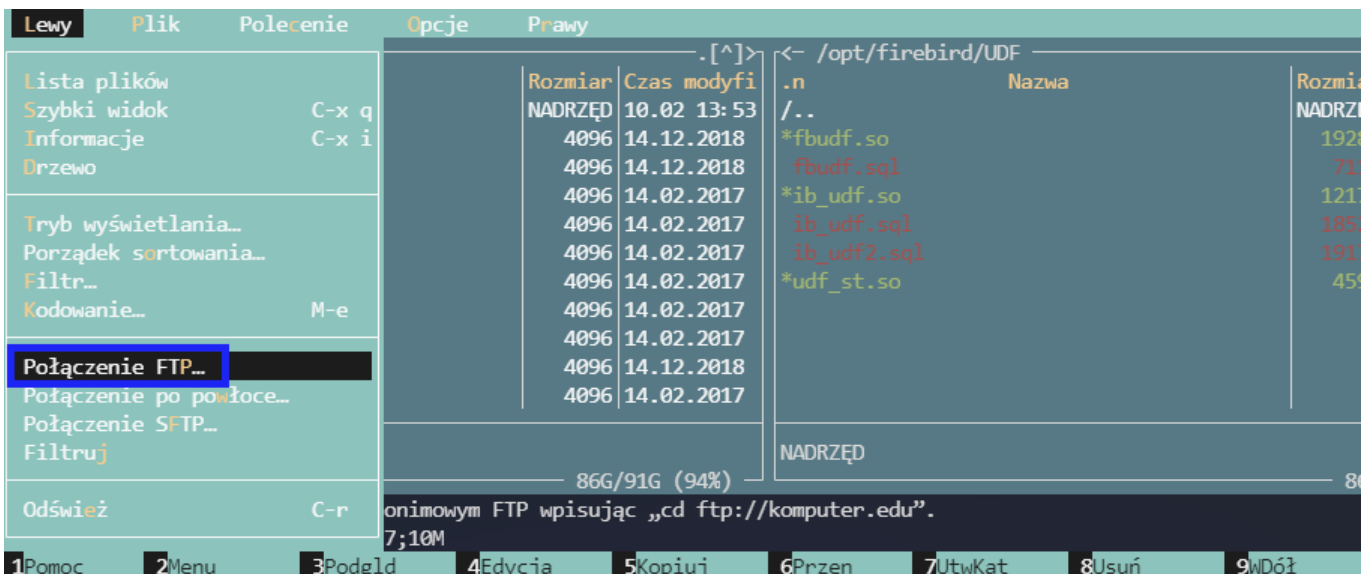 Lewy Plik Polecenie Opcje Prawy
.[^]> <- /opt/firebird/UDF
Lista plików Rozmiar Czas modyfi .n Nazwa
Szybki widok C-x q NADRZĘD 10.02 13:53 /..
Informacje C-x i 4096 14.12.2018 *fbudf.so
Drzewo 4096 14.12.2018 fbudf.sql
4096 14.02.2017 *ib_udf.so
Tryb wyświetlania… 4096 14.02.2017 ib_udf.sql
Porządek sortowania… 4096 14.02.2017 ib_udf2.sql
Filtr… 4096 14.02.2017 *udf_st.so
Kodowanie… M-e 4096 14.02.2017
4096 14.02.2017
Połączenie FTP… 4096 14.12.2018
Połączenie po powłoce… 4096 14.02.2017
Połączenie SFTP…
Filtruj NADRZĘD
86G/91G (94%)
Odśwież C-r onimowym FTP wpisując „cd ftp://komputer.edu”.
7;10M
1Pomoc 2Menu 3Podgld 4Edycja 5Kopiuj 6Przen 7UtwKat 8Usuń 9WDół